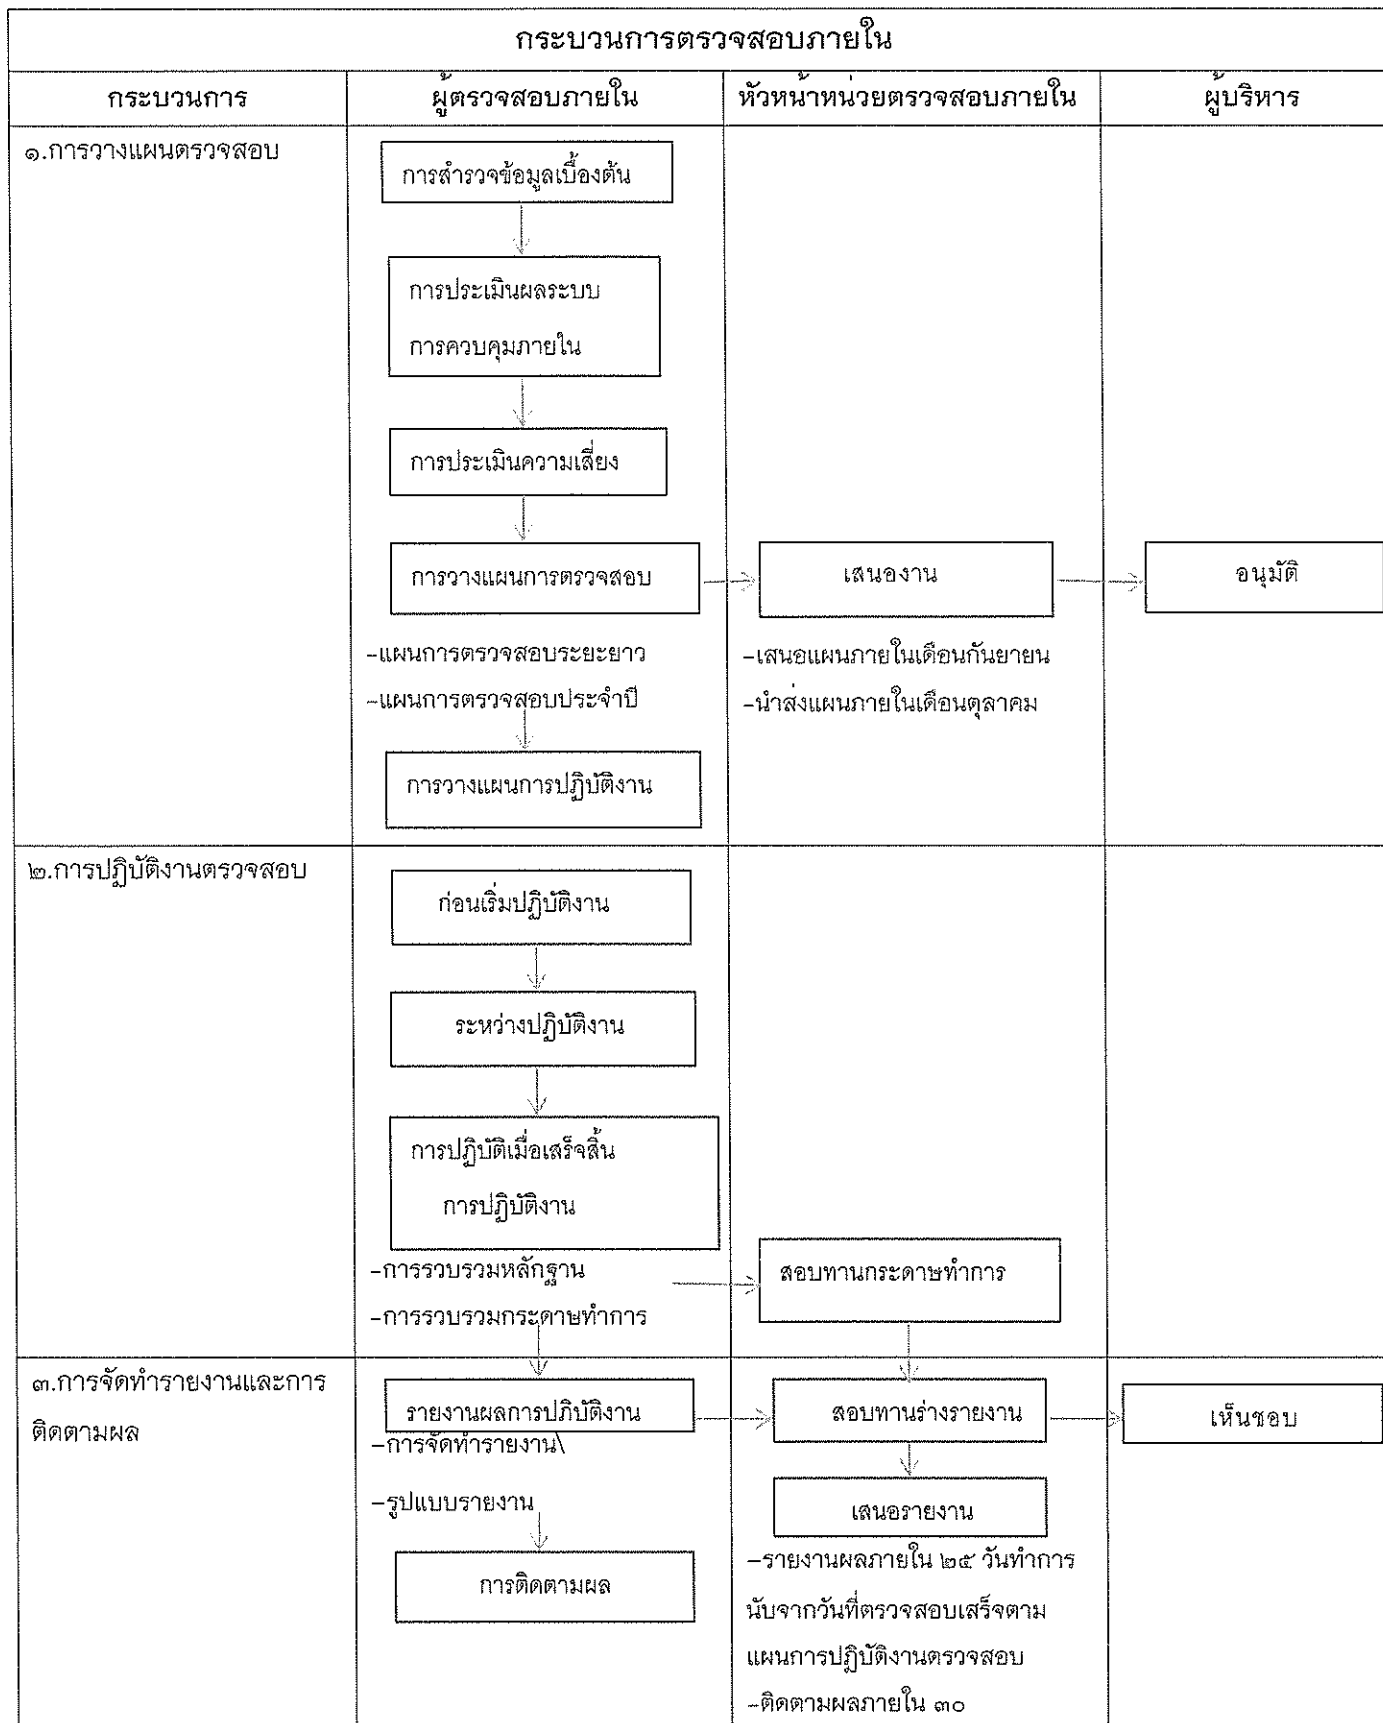 กระบวนการตรวจสอบภายใน
กระบวนการ
ผู้ตรวจสอบภายใน
หัวหน้าหน่วยตรวจสอบภายใน
ผู้บริหาร
๑.การวางแผนตรวจสอบ
การสำรวจข้อมูลเบื้องต้น
การประเมินผลระบบ
การควบคุมภายใน
การประเมินความเสี่ยง
การวางแผนการตรวจสอบ
เสนองาน
อนุมัติ
-แผนการตรวจสอบระยะยาว
-แผนการตรวจสอบประจำปี
-เสนอแผนภายในเดือนกันยายน
-นำส่งแผนภายในเดือนตุลาคม
การวางแผนการปฏิบัติงาน
๒.การปฏิบัติงานตรวจสอบ
ก่อนเริ่มปฏิบัติงาน
ระหว่างปฏิบัติงาน
การปฏิบัติเมื่อเสร็จสิ้น
การปฏิบัติงาน
-การรวบรวมหลักฐาน
-การรวบรวมกระดาษทำการ
สอบทานกระดาษทำการ
๓.การจัดทำรายงานและการ
ติดตามผล
รายงานผลการปภิบัติงาน
-การจัดทำรายงาน\
-รูปแบบรายงาน
การติดตามผล
สอบทานร่างรายงาน
เห็นชอบ
เสนอรายงาน
-รายงานผลภายใน ๒๕ วันทำการ
นับจากวันที่ตรวจสอบเสร็จตาม
แผนการปฏิบัติงานตรวจสอบ
-ติดตามผลภายใน ๓๐